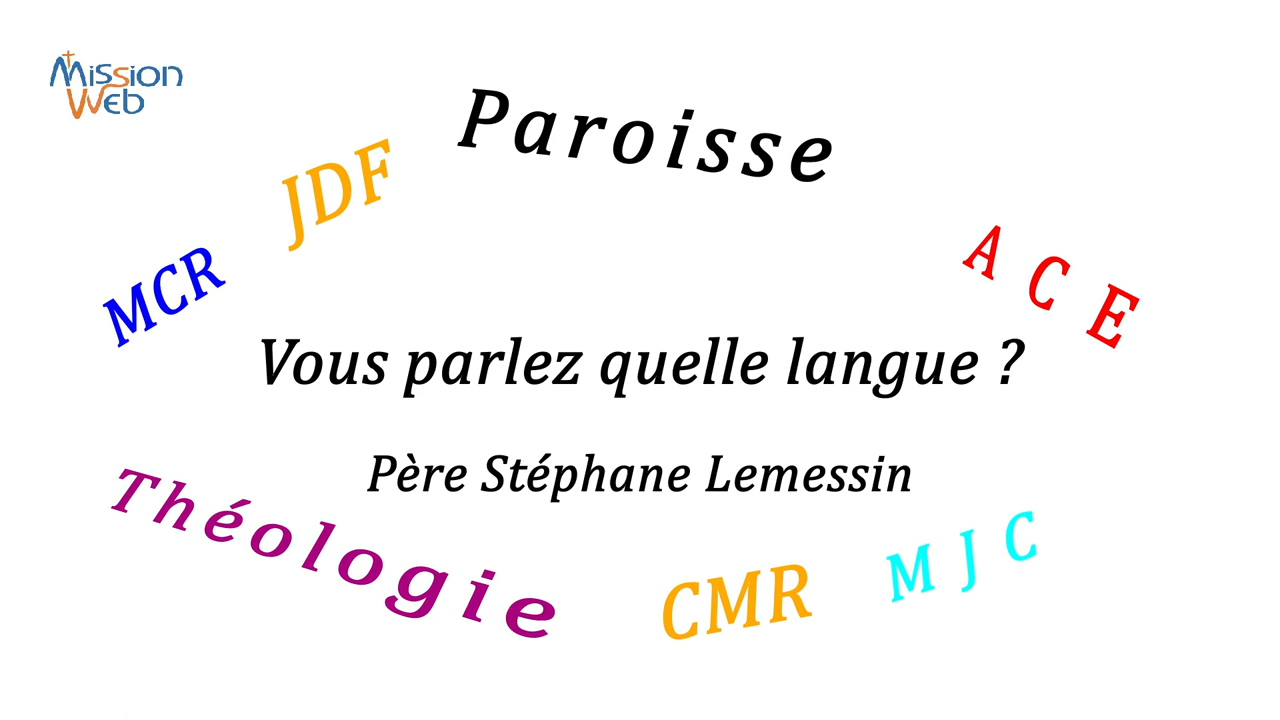 Mission
Web
Paroisse
JDF
MCR
A C E
Vous parlez quelle langue ?
Père Stéphane Lemessin
Théologie
CMR
M J C